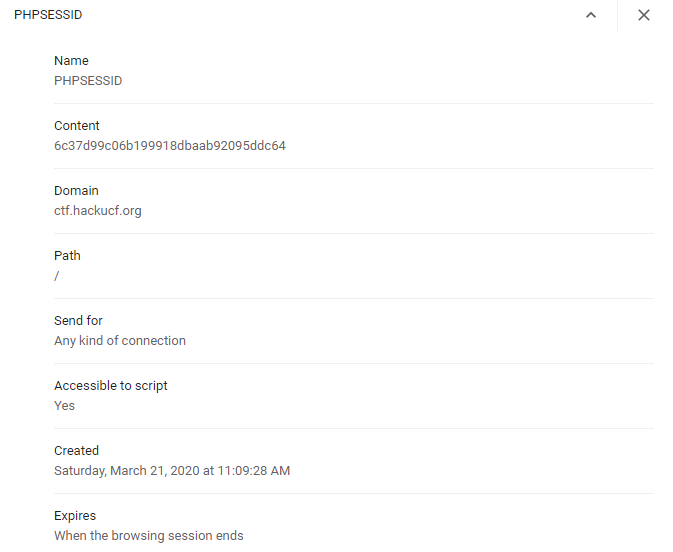 PHPSESSID
Name
PHPSESSID
Content
6c37d99c06b199918dbaab92095ddc64
Domain
ctf.hackucf.org
Path
/
Send for
Any kind of connection
Accessible to script
Yes
Created
Saturday, March 21, 2020 at 11:09:28 AM
Expires
When the browsing session ends